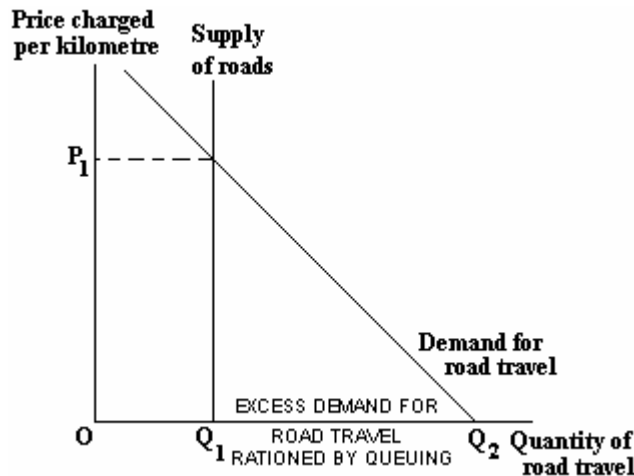 Price charged
per kilometre
Supply
of roads
P1
Demand for
road travel
EXCESS DEMAND FOR
O
Q1
ROAD TRAVEL
RATIONED BY QUEUING
Q2
Quantity of
road travel